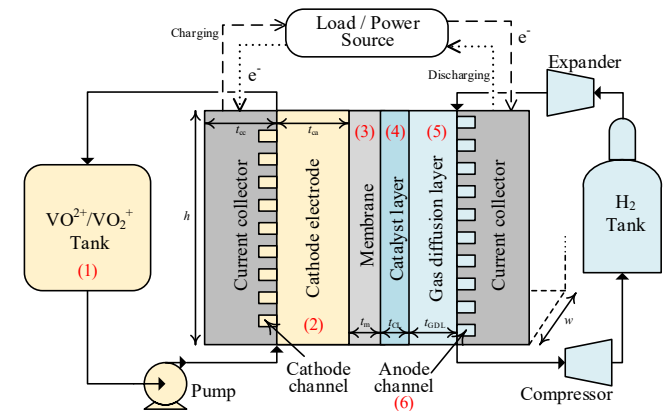 Load / Power
Source
Charging
e-
e-
Discharging
Expander
tcc
tca
(3)
(4)
(5)
h
VO2+/VO2+
Tank
(1)
Current collector
Cathode electrode
Membrane
Catalyst layer
Gas diffusion layer
Current collector
H2
Tank
(2)
tm
tCL
tGDL
w
Pump
Cathode
channel
Anode
channel
(6)
Compressor